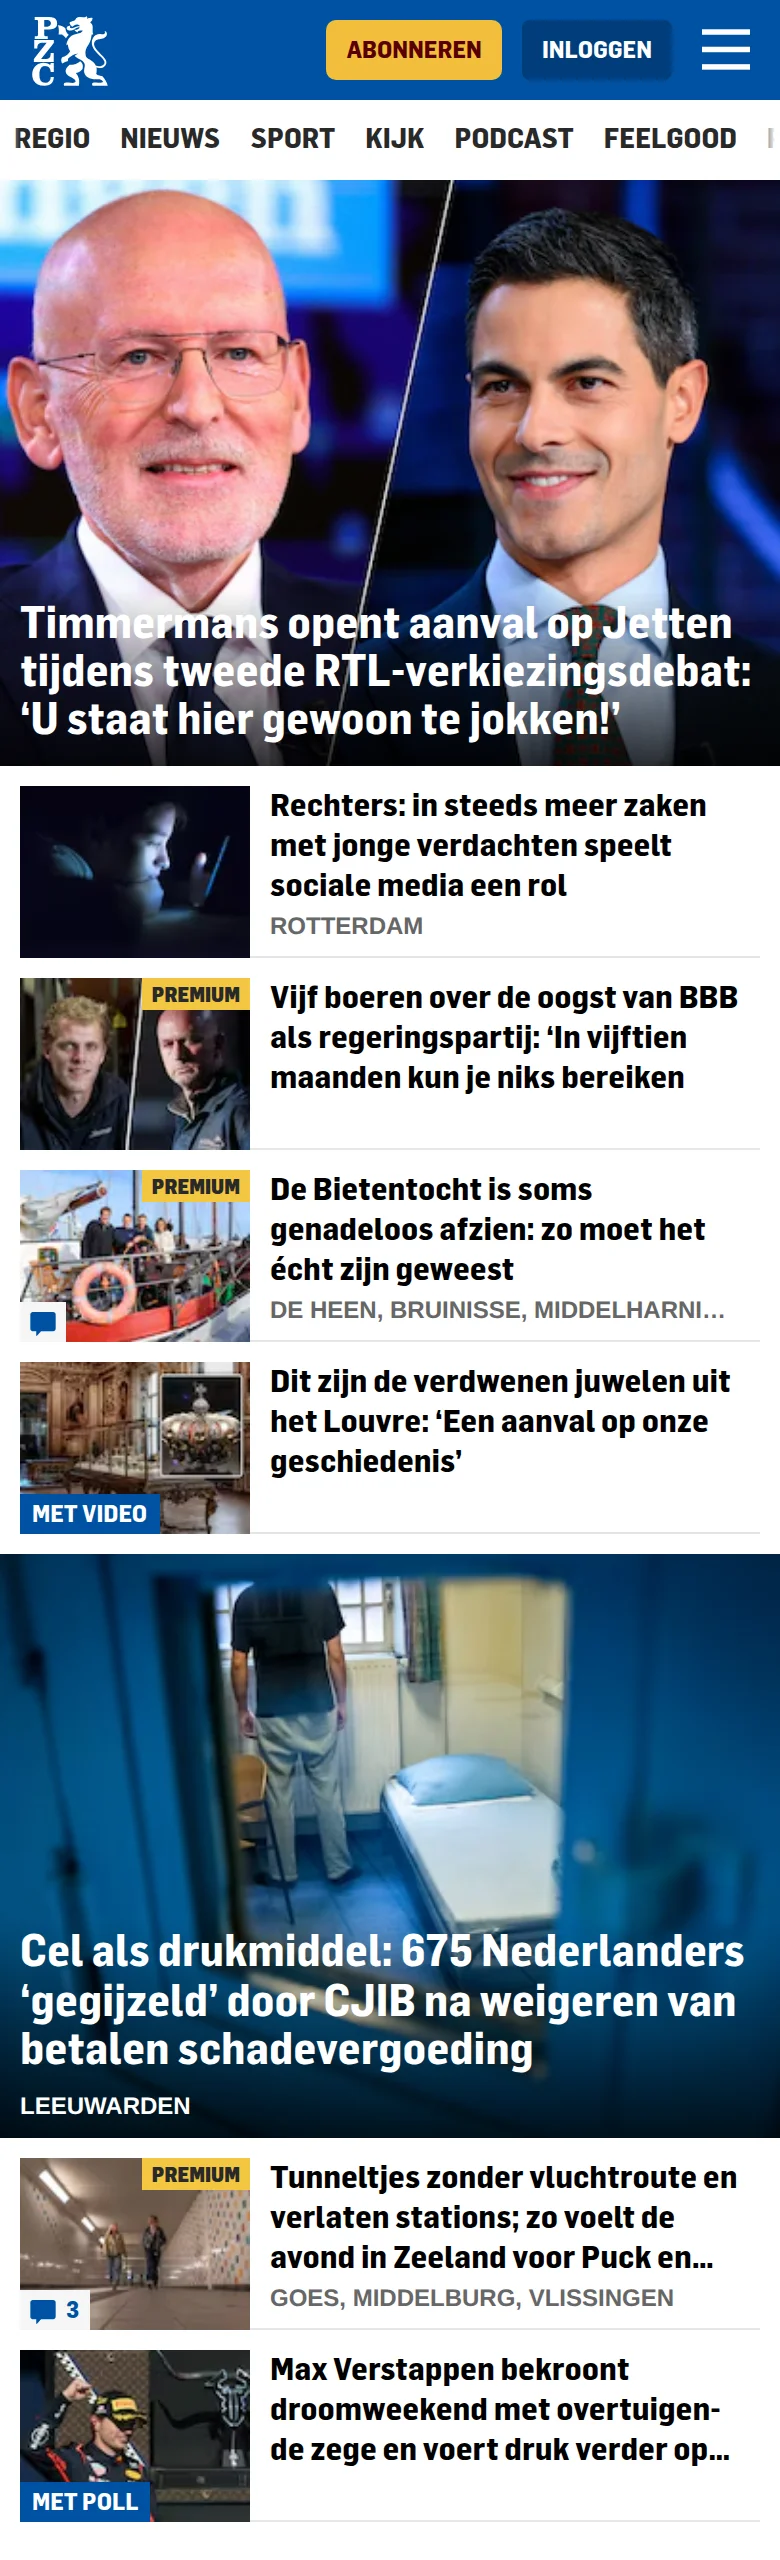 PZC
ABONNEREN
INLOGGEN
REGIO NIEUWS SPORT KIJK PODCAST FEELGOOD
Timmermans opent aanval op Jetten
tijdens tweede RTL-verkiezingsdebat:
‘U staat hier gewoon te jokken!’
Rechters: in steeds meer zaken
met jonge verdachten speelt
sociale media een rol
ROTTERDAM
PREMIUM
Vijf boeren over de oogst van BBB
als regeringspartij: ‘In vijftien
maanden kun je niks bereiken
PREMIUM
De Bietentocht is soms
genadeloos afzien: zo moet het
écht zijn geweest
DE HEEN, BRUINISSE, MIDDELHARNI…
Dit zijn de verdwenen juwelen uit
het Louvre: ‘Een aanval op onze
geschiedenis’
MET VIDEO
Cel als drukmiddel: 675 Nederlanders
‘gegijzeld’ door CJIB na weigeren van
betalen schadevergoeding
LEEUWARDEN
PREMIUM
3
Tunneltjes zonder vluchtroute en
verlaten stations; zo voelt de
avond in Zeeland voor Puck en…
GOES, MIDDELBURG, VLISSINGEN
Max Verstappen bekroont
droomweekend met overtuigen-
de zege en voert druk verder op…
MET POLL